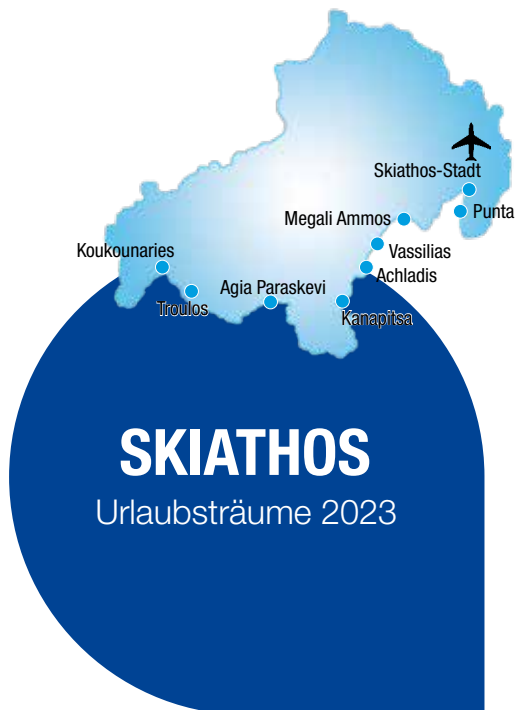 Skiathos-Stadt
Punta
Megali Ammos
Vassilias
Koukounaries
Achladis
Agia Paraskevi
Troulos
Kanapitsa
SKIATHOS
Urlaubsträume 2023